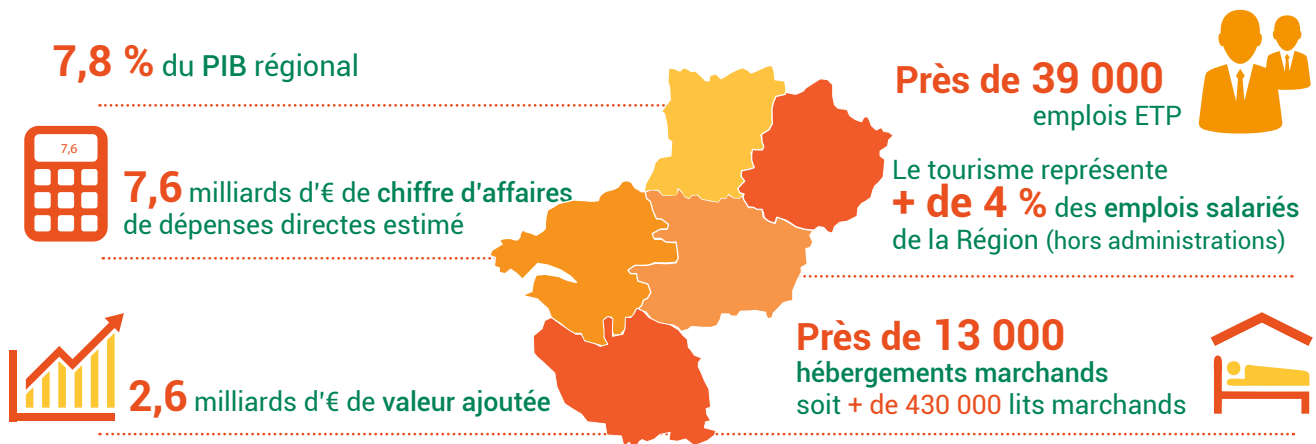 7,8 % du PIB régional
7,6
7,6 milliards d'€ de chiffre d'affaires
de dépenses directes estimé
2,6 milliards d'€ de valeur ajoutée
Près de 39 000
emplois ETP
Le tourisme représente
+ de 4 % des emplois salariés
de la Région (hors administrations)
Près de 13 000
hébergements marchands
soit + de 430 000 lits marchands